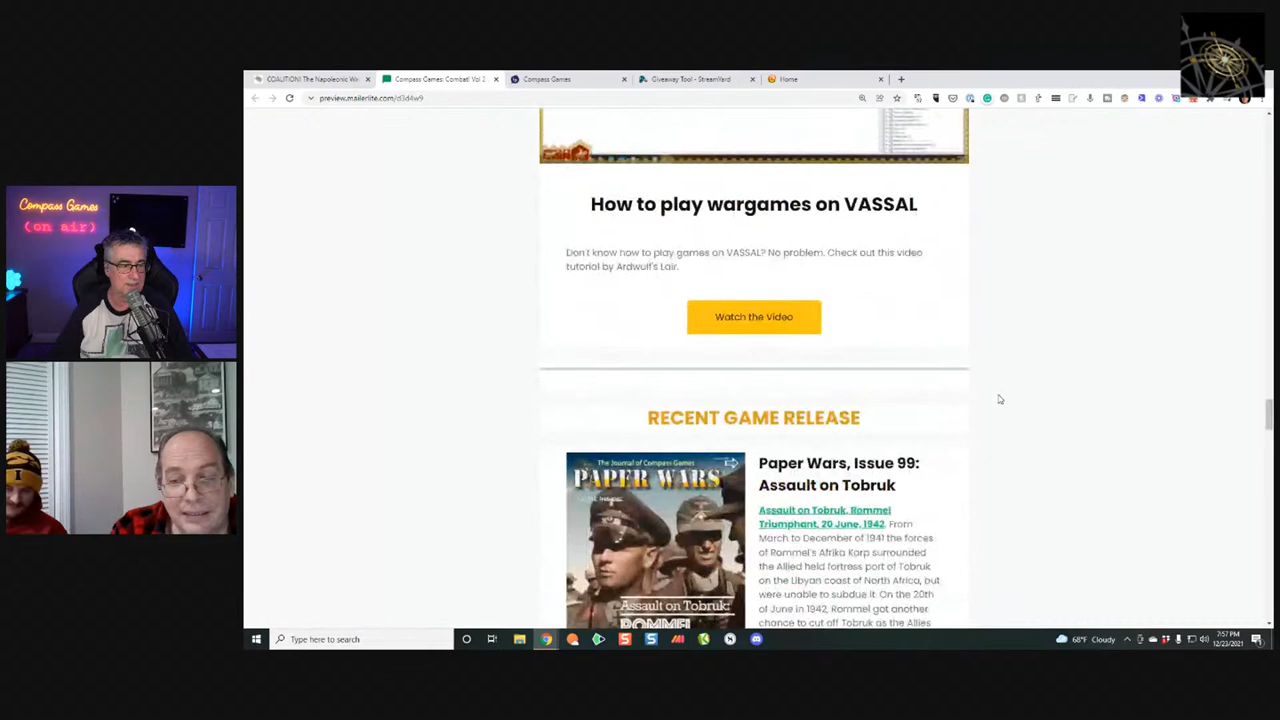 COALITION! The Napoleonic Wa
Compass Games: Combat! Vol 2
Compass Games
Giveaway Tool - StreamYard
Home
preview.mailerlite.com/d3d4w9
Compass Games
(on air)
How to play wargames on VASSAL
Don't know how to play games on VASSAL? No problem. Check out this video
tutorial by Ardwulf's Lair.
Watch the Video
RECENT GAME RELEASE
The Journal of Compass Games
PAPER WARS
Assault on Tobruk:
ROMMEL
Paper Wars, Issue 99:
Assault on Tobruk
Assault on Tobruk, Rommel
Triumphant, 20 June, 1942. From
March to December of 1941 the forces
of Rommel's Afrika Korp surrounded
the Allied held fortress port of Tobruk
on the Libyan coast of North Africa, but
were unable to subdue it. On the 20th
of June in 1942, Rommel got another
chance to cut off Tobruk as the Allies
I
Type here to search
68°F Cloudy
7:57 PM
12/23/2021